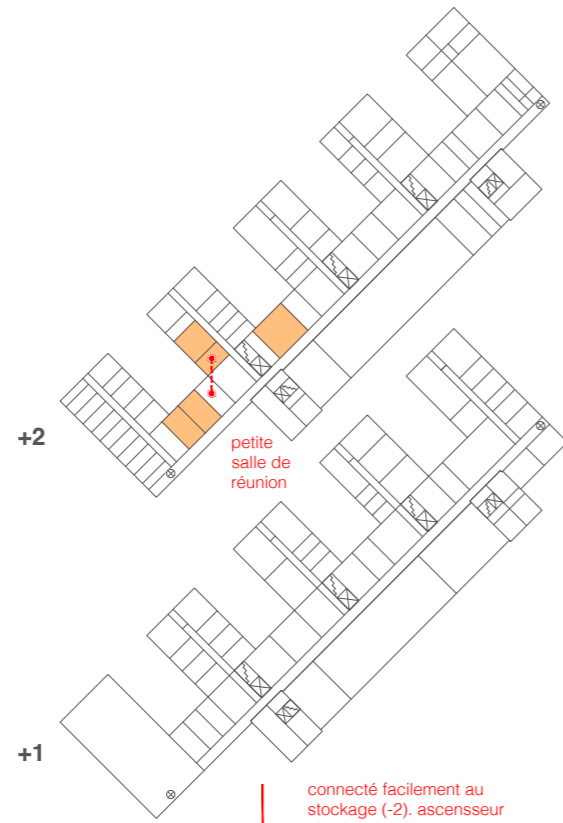 +2
petite
salle de
réunion
+1
connecté facilement au
stockage (-2). ascensseur